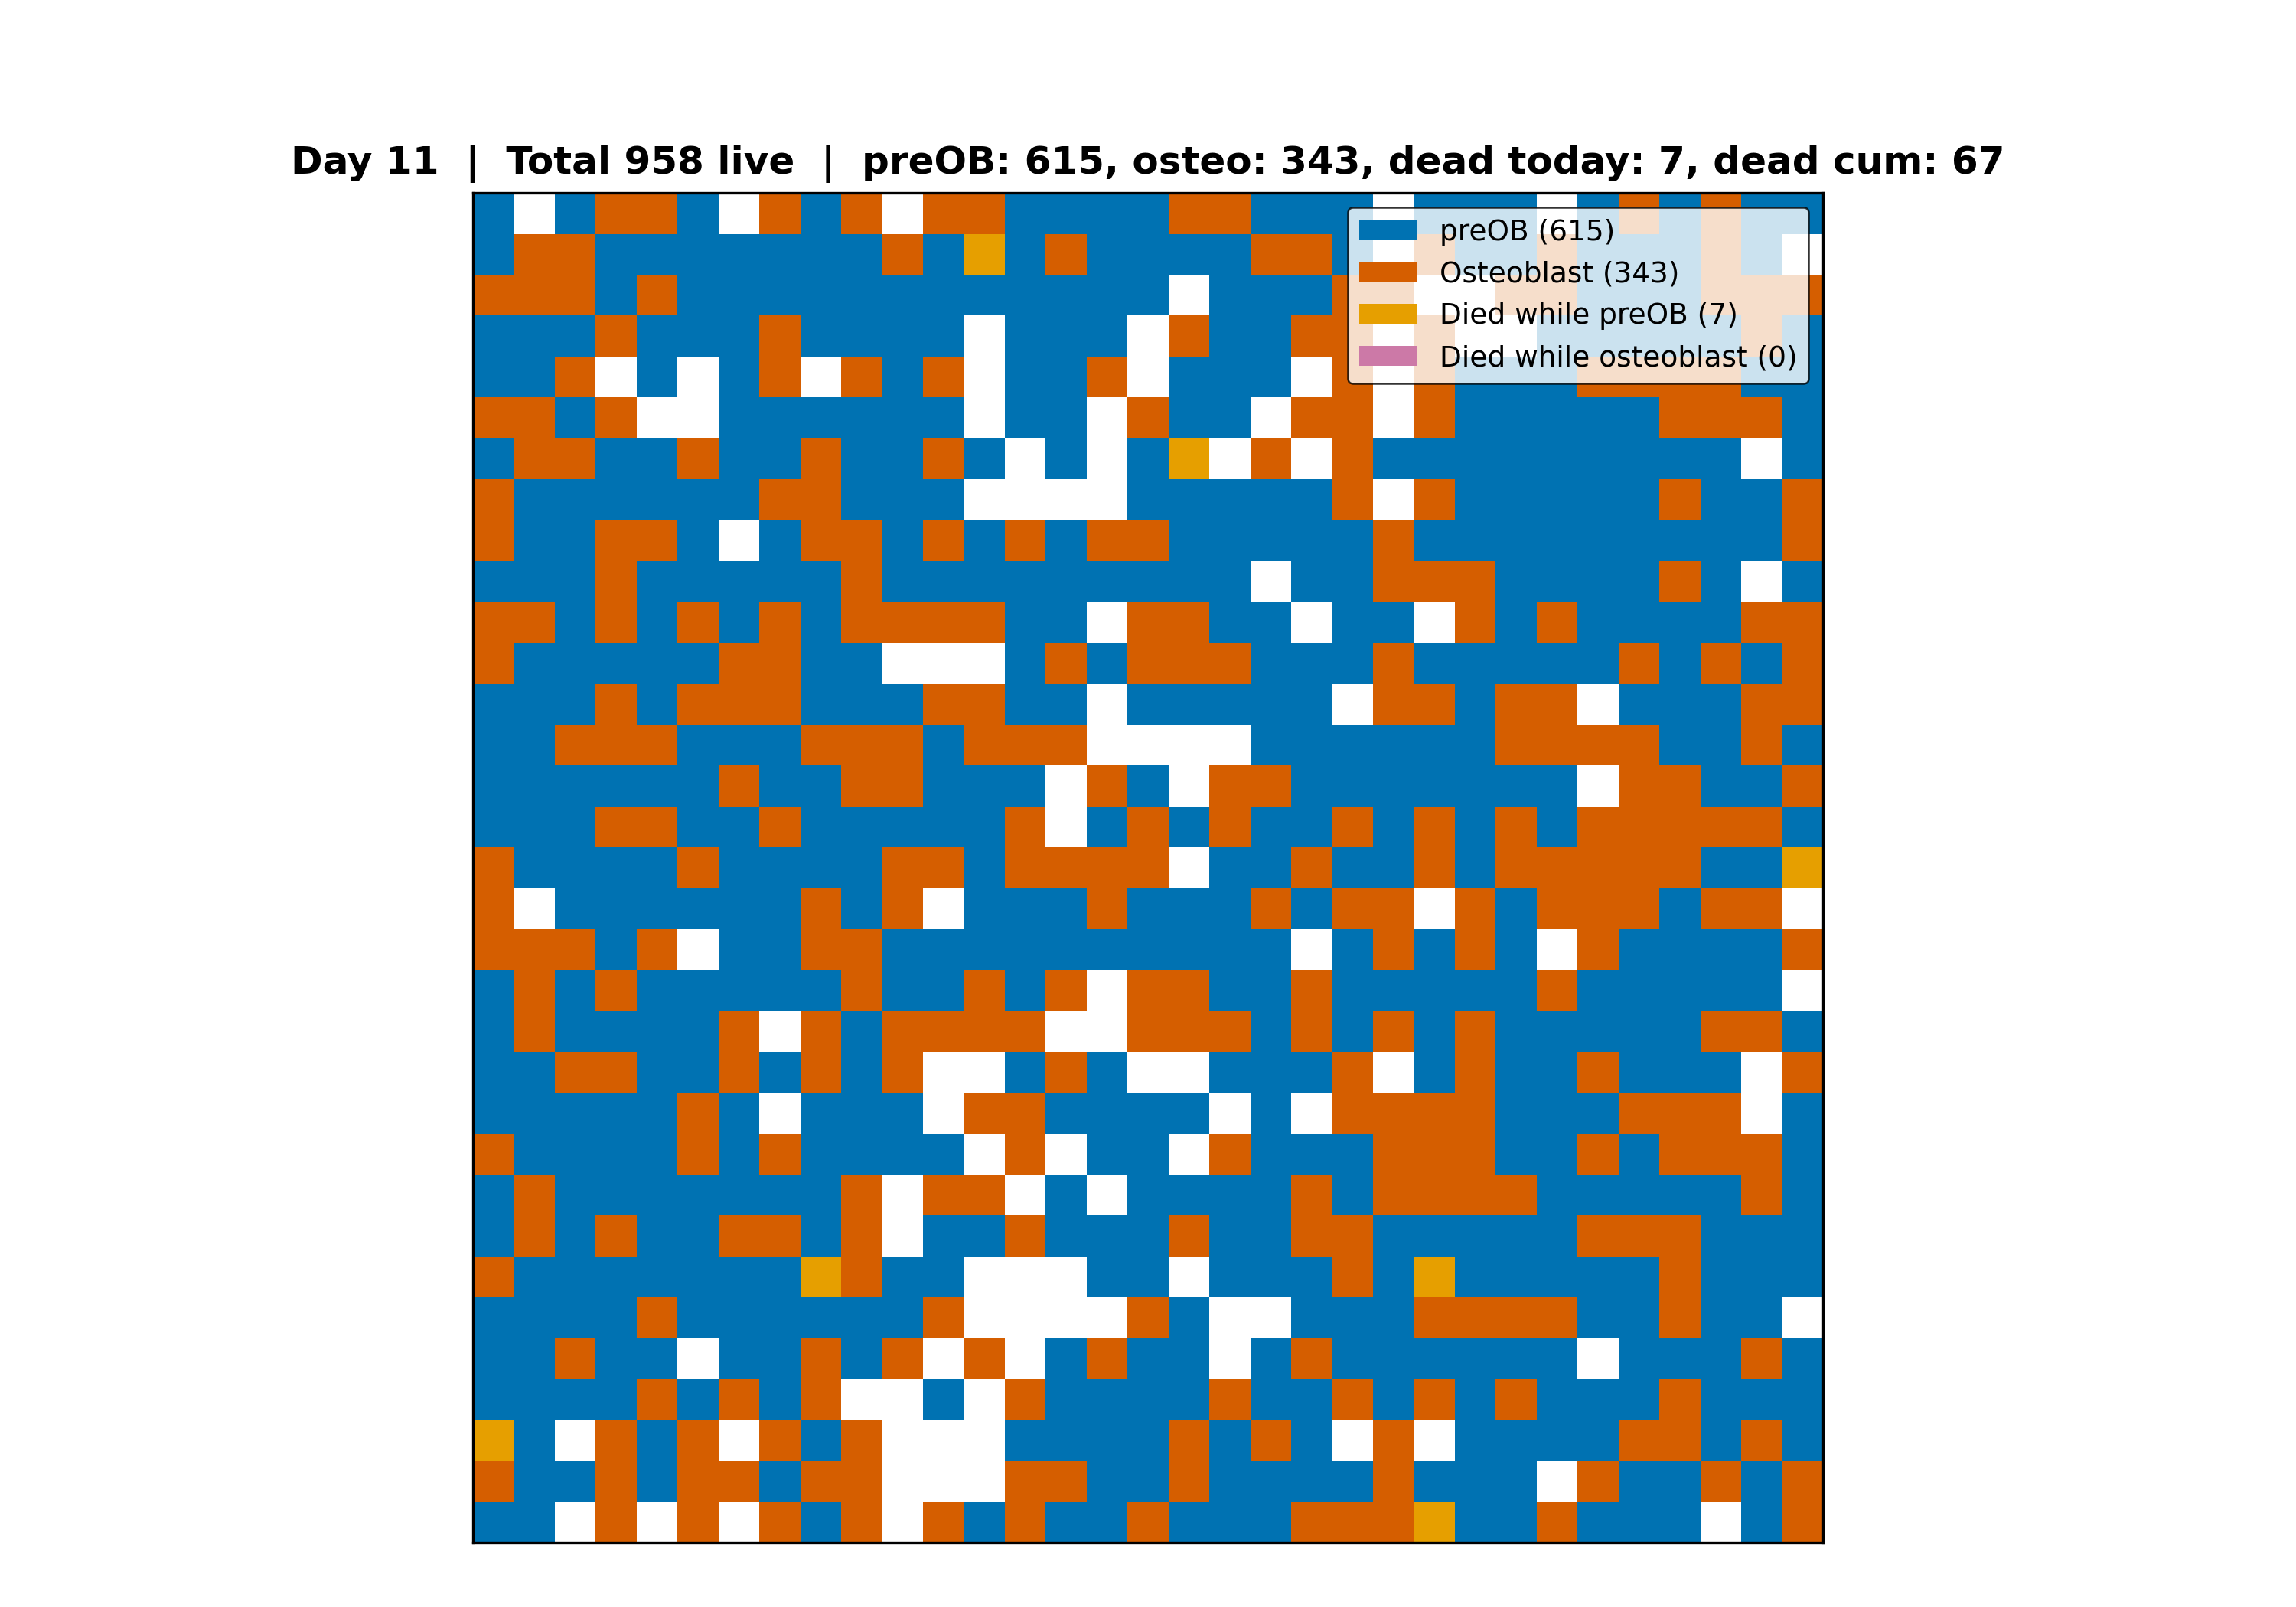 Day 11 | Total 958 live | preOB: 615, osteo: 343, dead today: 7, dead cum: 67
preOB (615)
Osteoblast (343)
Died while preOB (7)
Died while osteoblast (0)